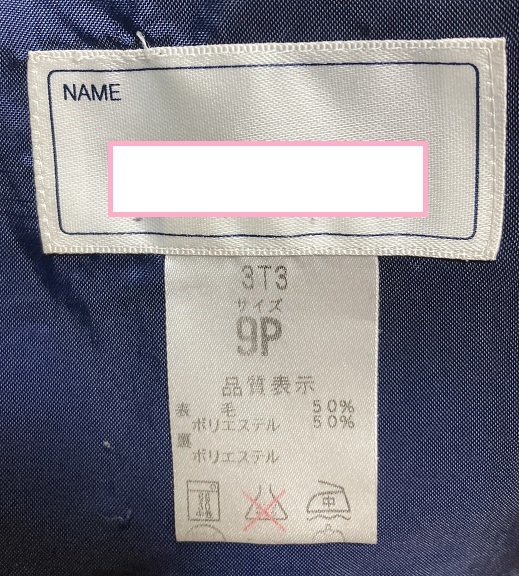 NAME
3T3
サイズ
9P
品質表示
表 毛 50%
ポリエステル 50%
裏
ポリエステル
中